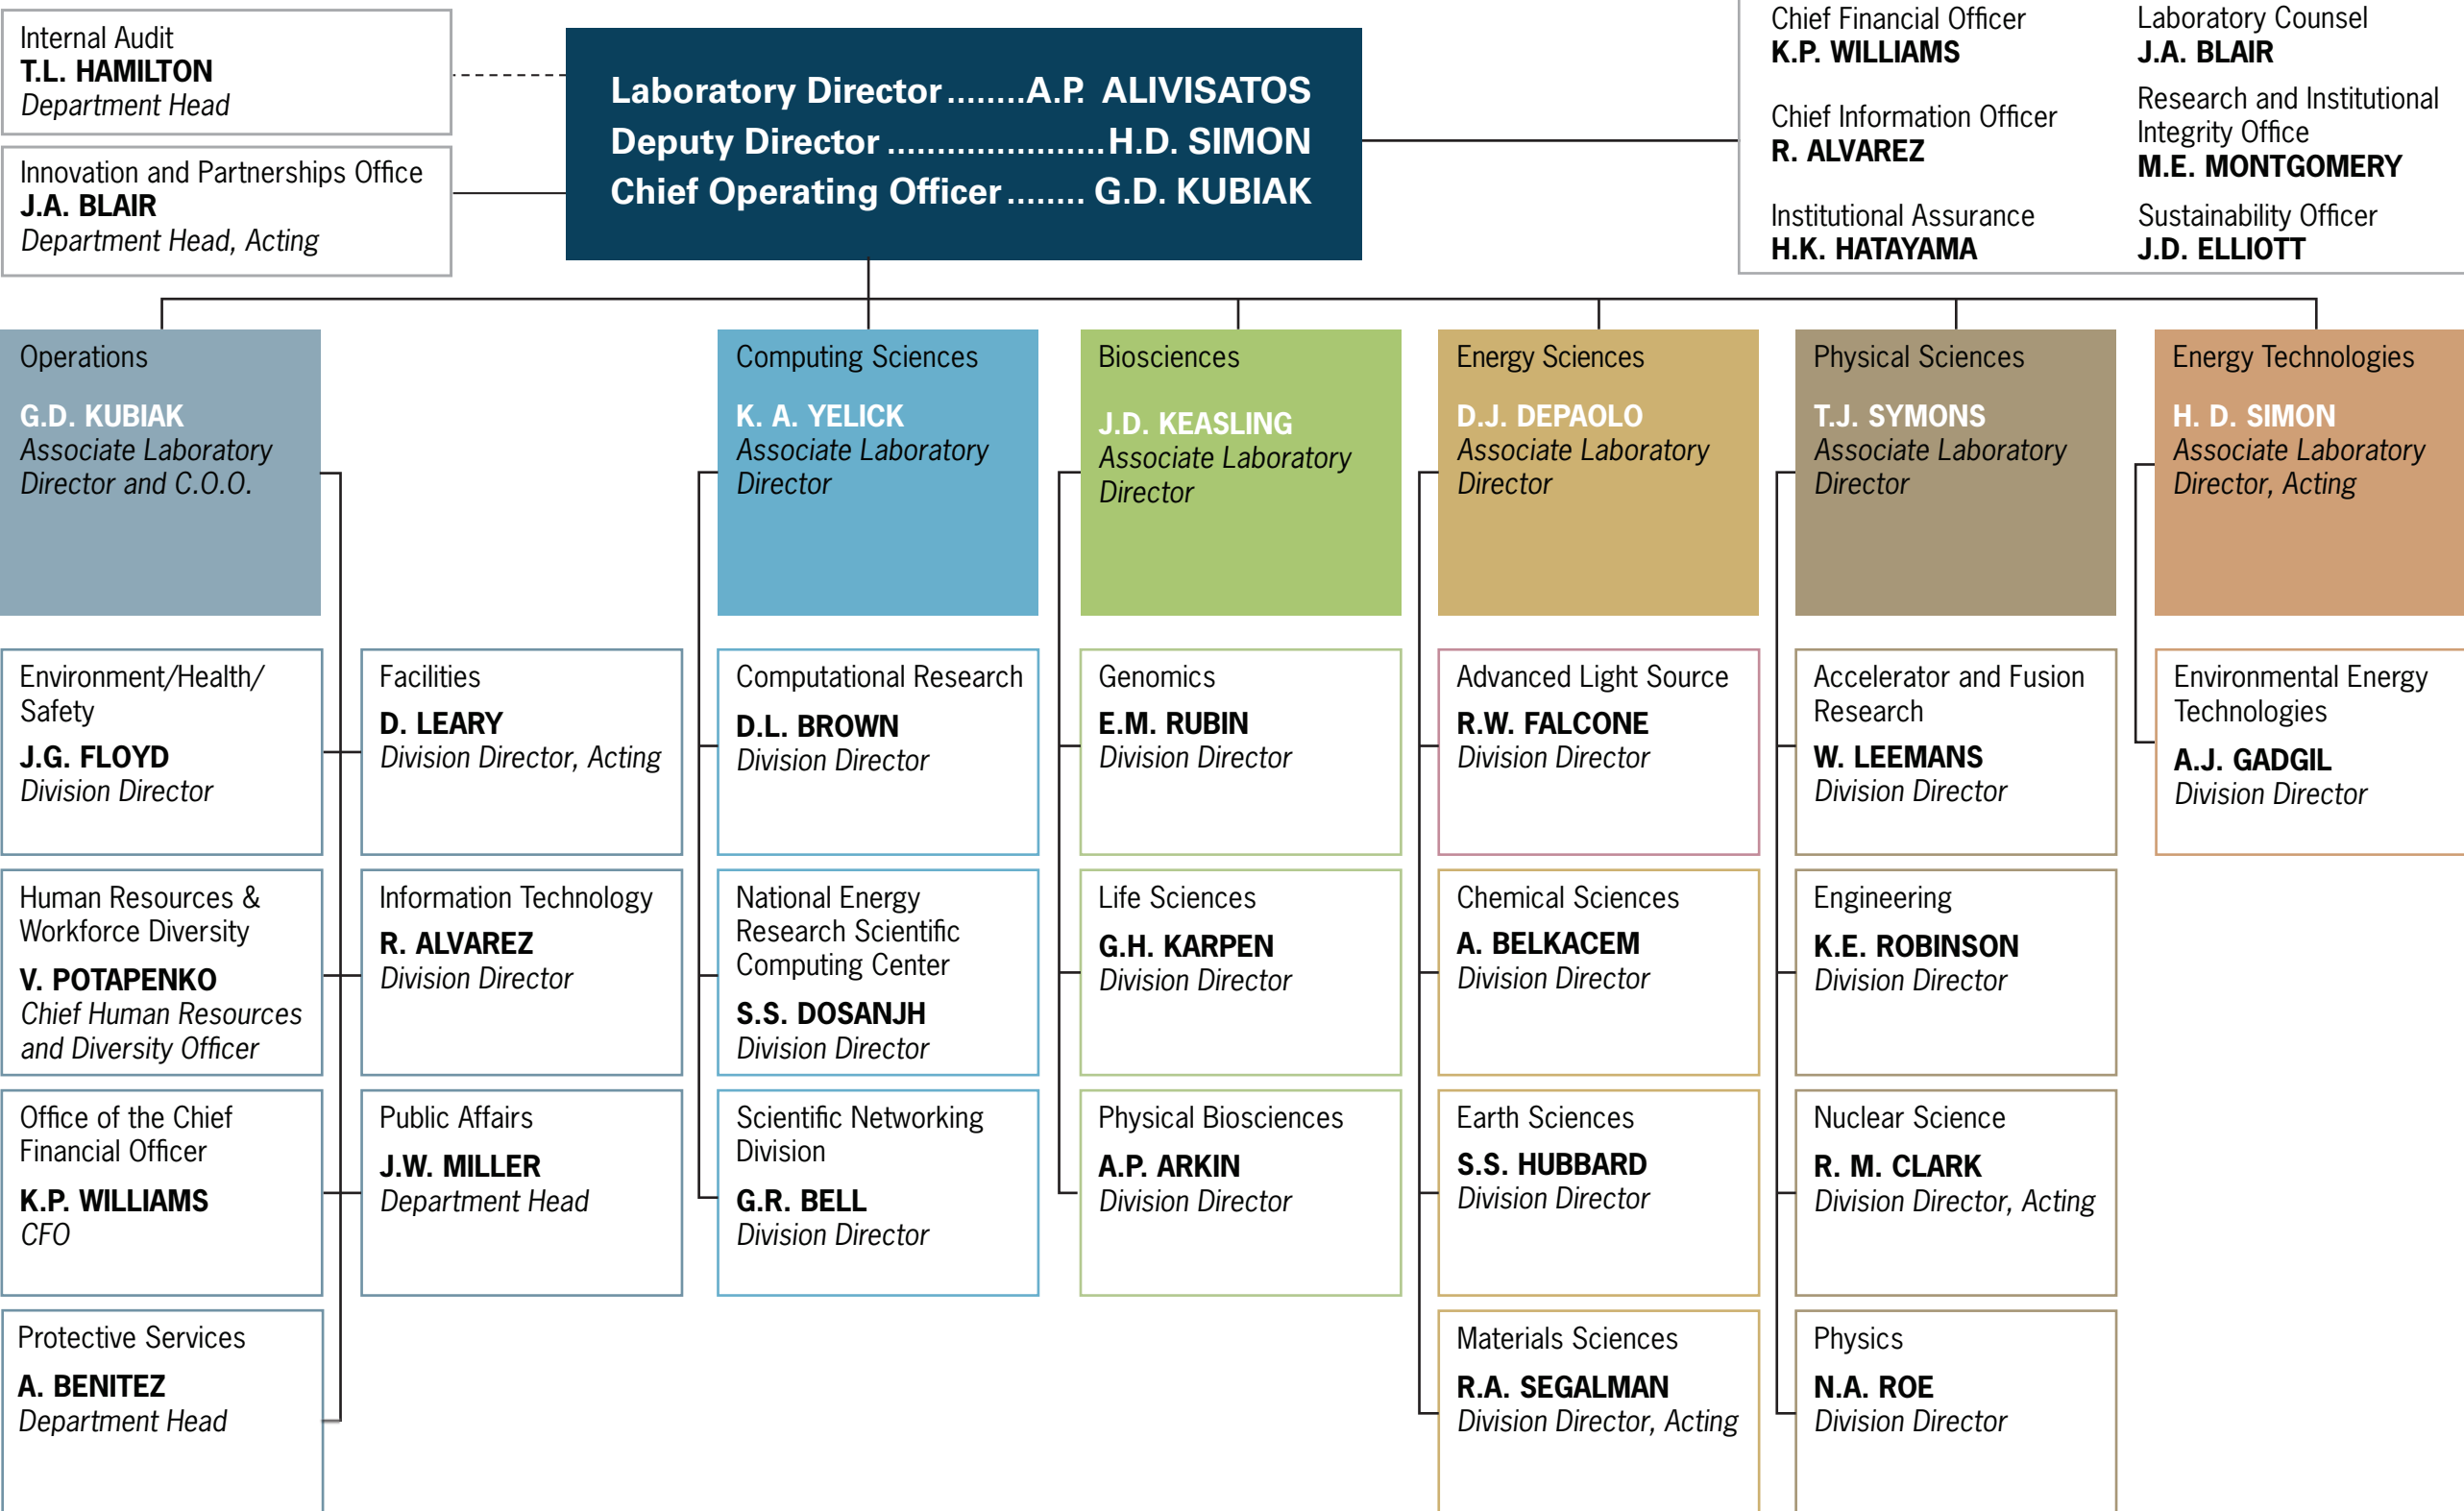 Internal Audit
T.L. HAMILTON
Department Head
Innovation and Partnerships Office
J.A. BLAIR
Department Head, Acting
Laboratory Director........A.P. ALIVISATOS
Deputy Director ......................H.D. SIMON
Chief Operating Officer........ G.D. KUBIAK
Chief Financial Officer
K.P. WILLIAMS
Chief Information Officer
R. ALVAREZ
Institutional Assurance
H.K. HATAYAMA
Laboratory Counsel
J.A. BLAIR
Research and Institutional
Integrity Office
M.E. MONTGOMERY
Sustainability Officer
J.D. ELLIOTT
Operations
G.D. KUBIAK
Associate Laboratory
Director and C.O.O.
Computing Sciences
K. A. YELICK
Associate Laboratory
Director
Biosciences
J.D. KEASLING
Associate Laboratory
Director
Energy Sciences
D.J. DEPAOLO
Associate Laboratory
Director
Physical Sciences
T.J. SYMONS
Associate Laboratory
Director
Energy Technologies
H. D. SIMON
Associate Laboratory
Director, Acting
Environment/Health/
Safety
J.G. FLOYD
Division Director
Facilities
D. LEARY
Division Director, Acting
Computational Research
D.L. BROWN
Division Director
Genomics
E.M. RUBIN
Division Director
Advanced Light Source
R.W. FALCONE
Division Director
Accelerator and Fusion
Research
W. LEEMANS
Division Director
Environmental Energy
Technologies
A.J. GADGIL
Division Director
Human Resources &
Workforce Diversity
V. POTAPENKO
Chief Human Resources
and Diversity Officer
Information Technology
R. ALVAREZ
Division Director
National Energy
Research Scientific
Computing Center
S.S. DOSANJH
Division Director
Life Sciences
G.H. KARPEN
Division Director
Chemical Sciences
A. BELKACEM
Division Director
Engineering
K.E. ROBINSON
Division Director
Office of the Chief
Financial Officer
K.P. WILLIAMS
CFO
Public Affairs
J.W. MILLER
Department Head
Scientific Networking
Division
G.R. BELL
Division Director
Physical Biosciences
A.P. ARKIN
Division Director
Earth Sciences
S.S. HUBBARD
Division Director
Nuclear Science
R. M. CLARK
Division Director, Acting
Protective Services
A. BENITEZ
Department Head
Materials Sciences
R.A. SEGALMAN
Division Director, Acting
Physics
N.A. ROE
Division Director